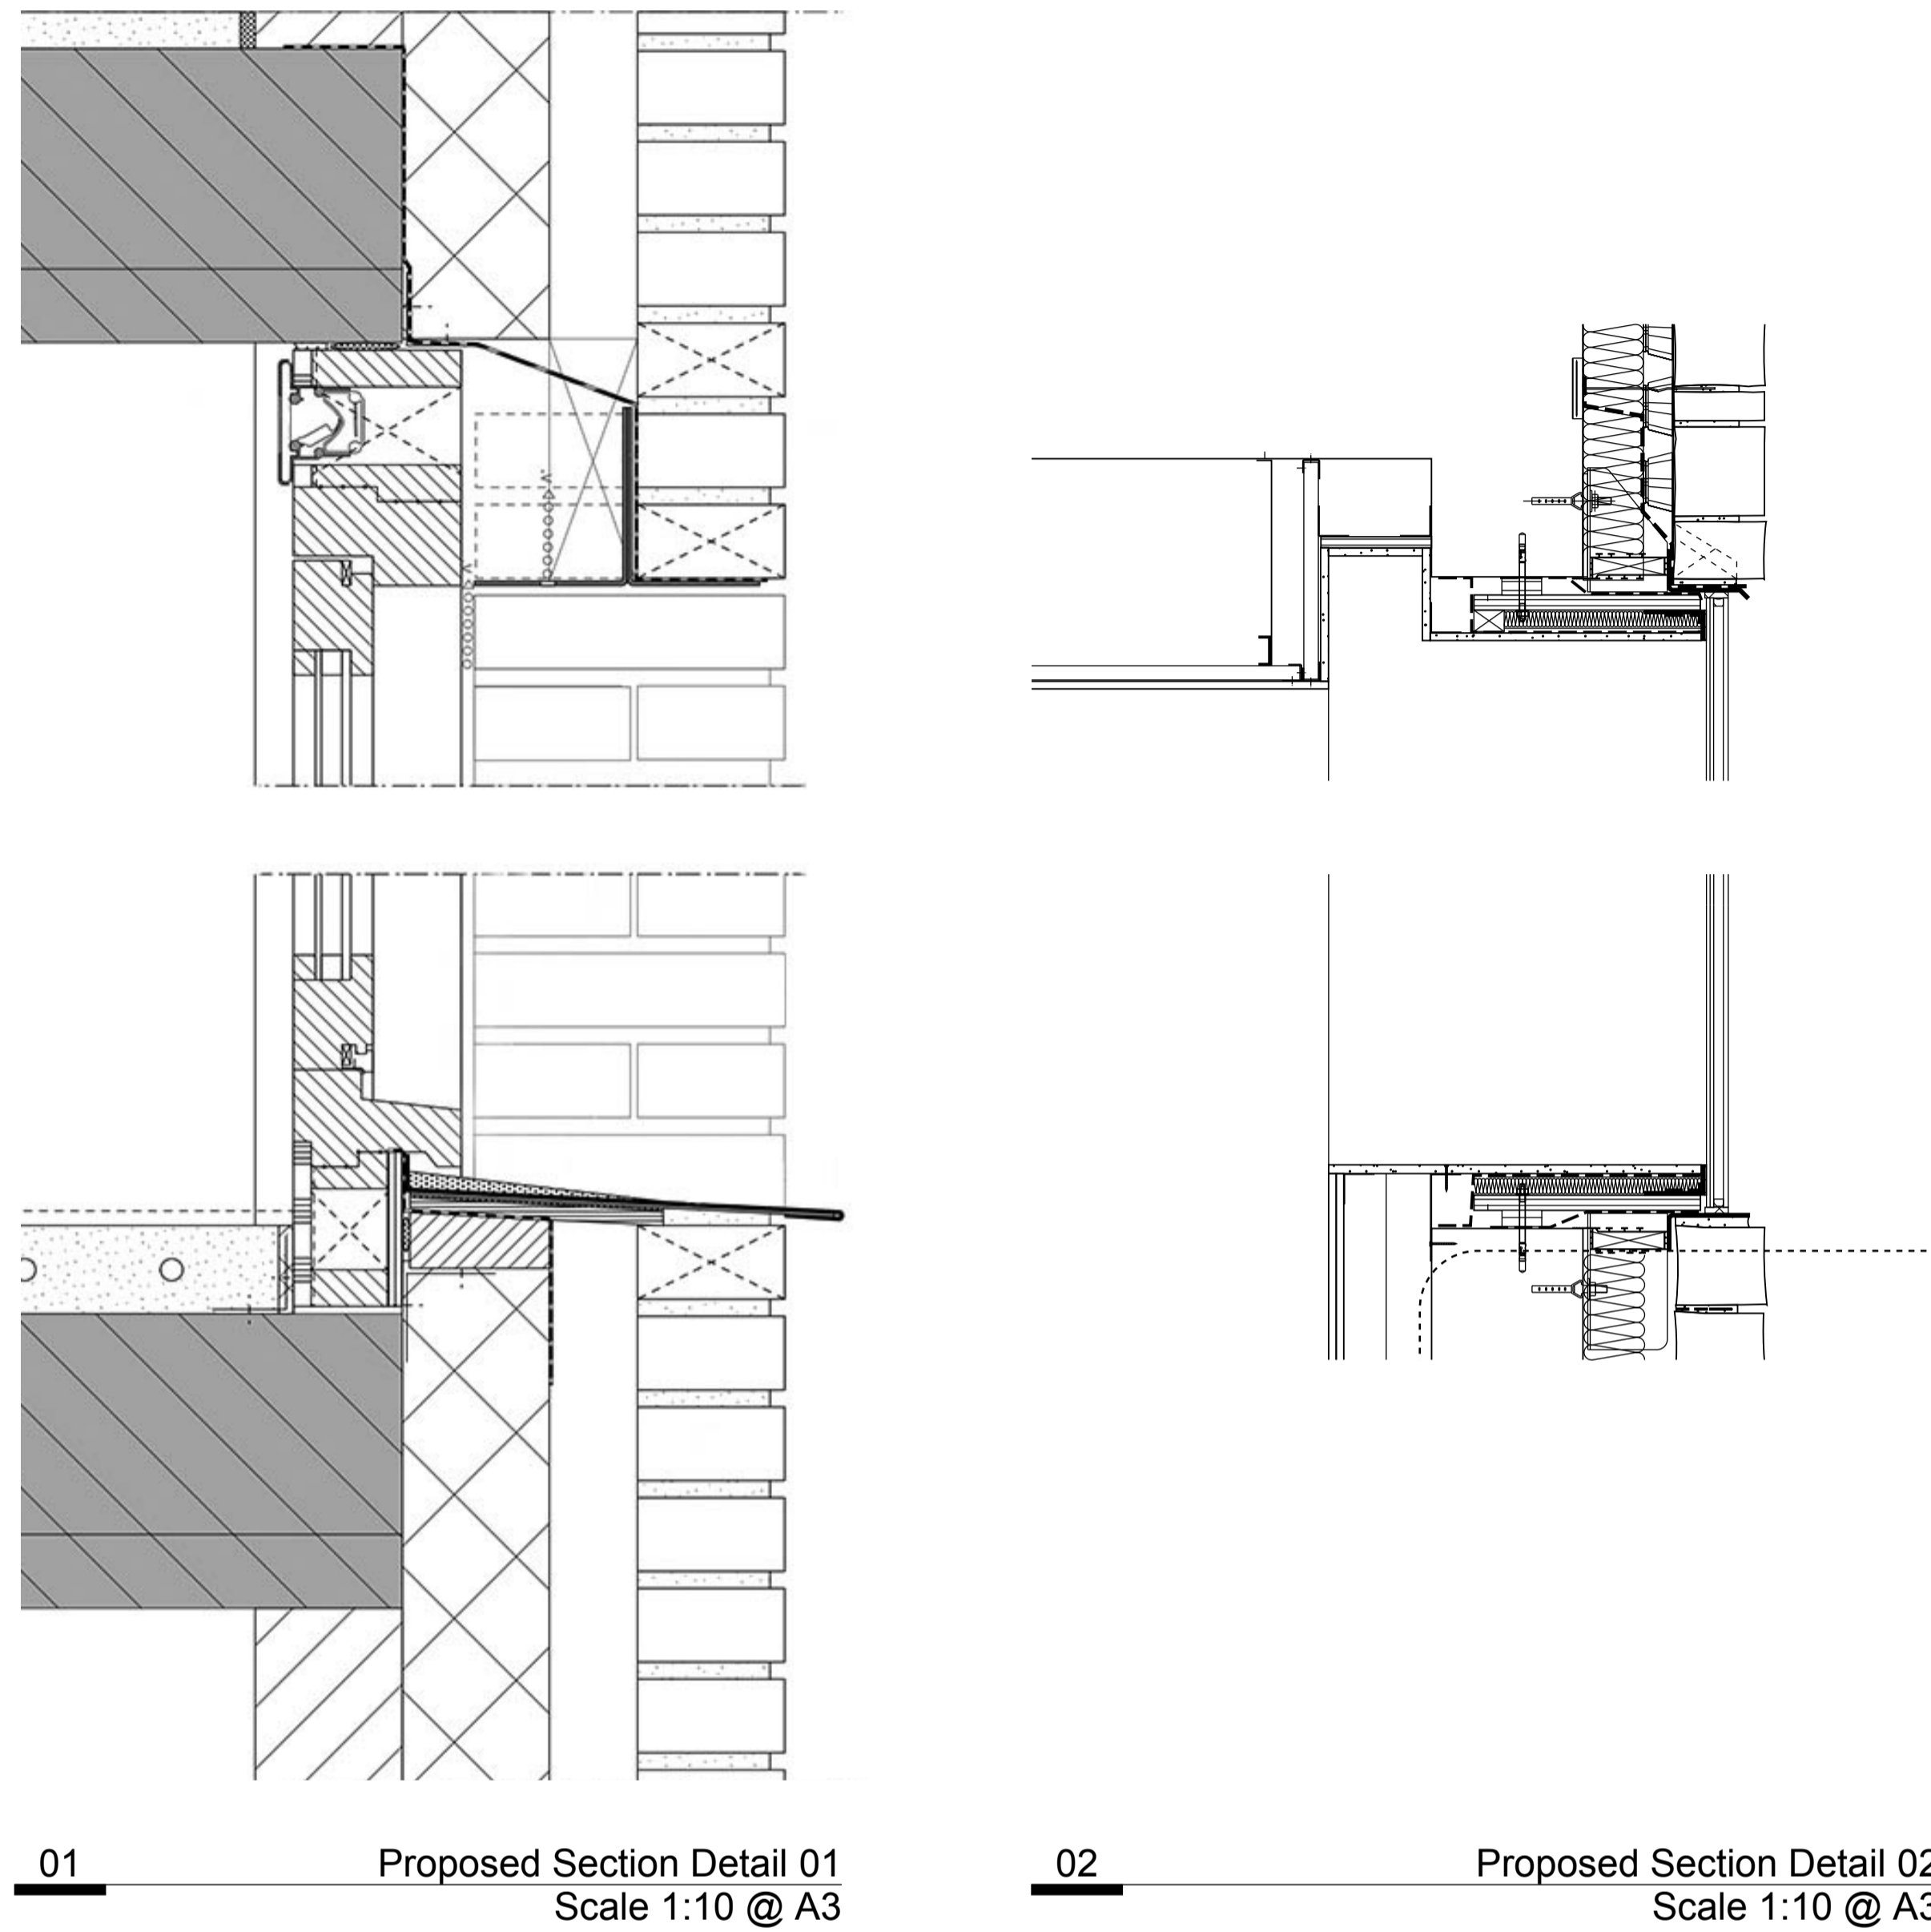 01 Proposed Section Detail 01
Scale 1:10 @ A3
02 Proposed Section Detail 02
Scale 1:10 @ A3